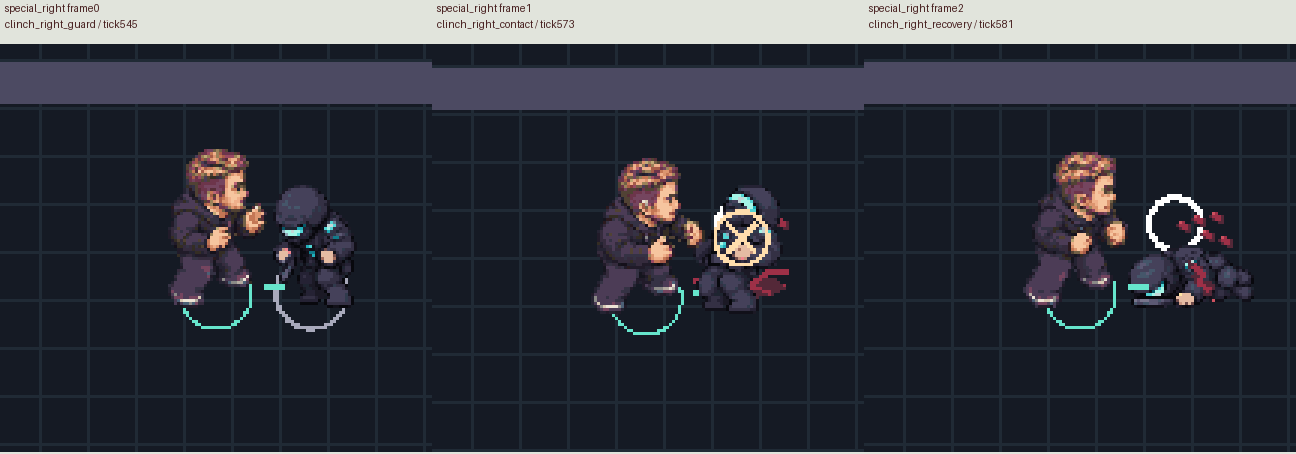 special_right frame0
clinch_right_guard / tick545
special_right frame1
clinch_right_contact / tick573
special_right frame2
clinch_right_recovery / tick581